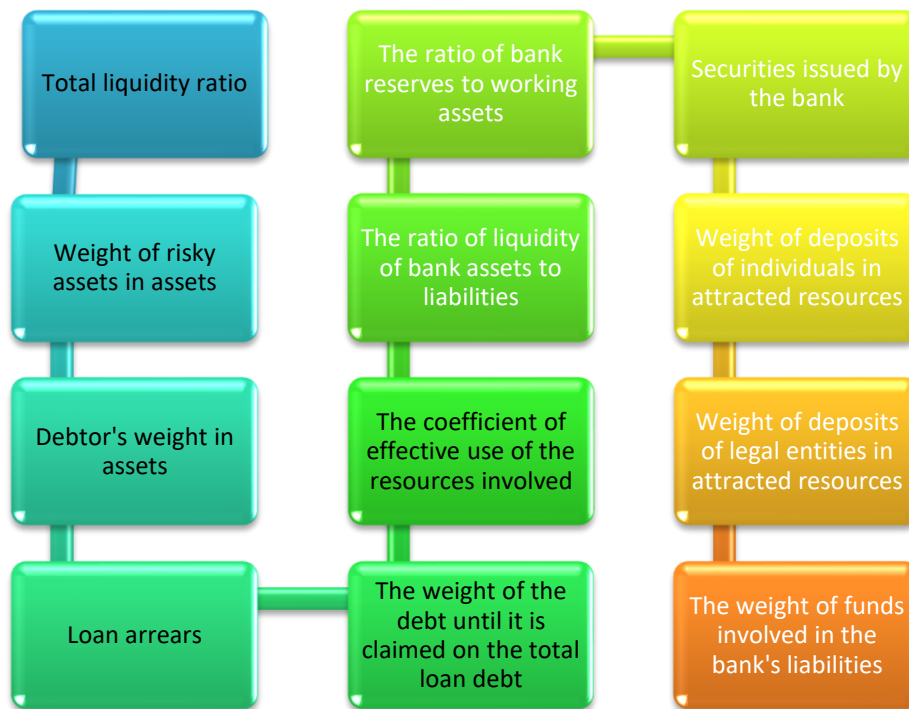 Total liquidity ratio
Weight of risky
assets in assets
Debtor's weight in
assets
Loan arrears
The weight of the
debt until it is
claimed on the total
loan debt
The coefficient of
effective use of the
resources involved
The ratio of liquidity
of bank assets to
liabilities
The ratio of bank
reserves to working
assets
Securities issued by
the bank
Weight of deposits
of individuals in
attracted resources
Weight of deposits
of legal entities in
attracted resources
The weight of funds
involved in the
bank's liabilities